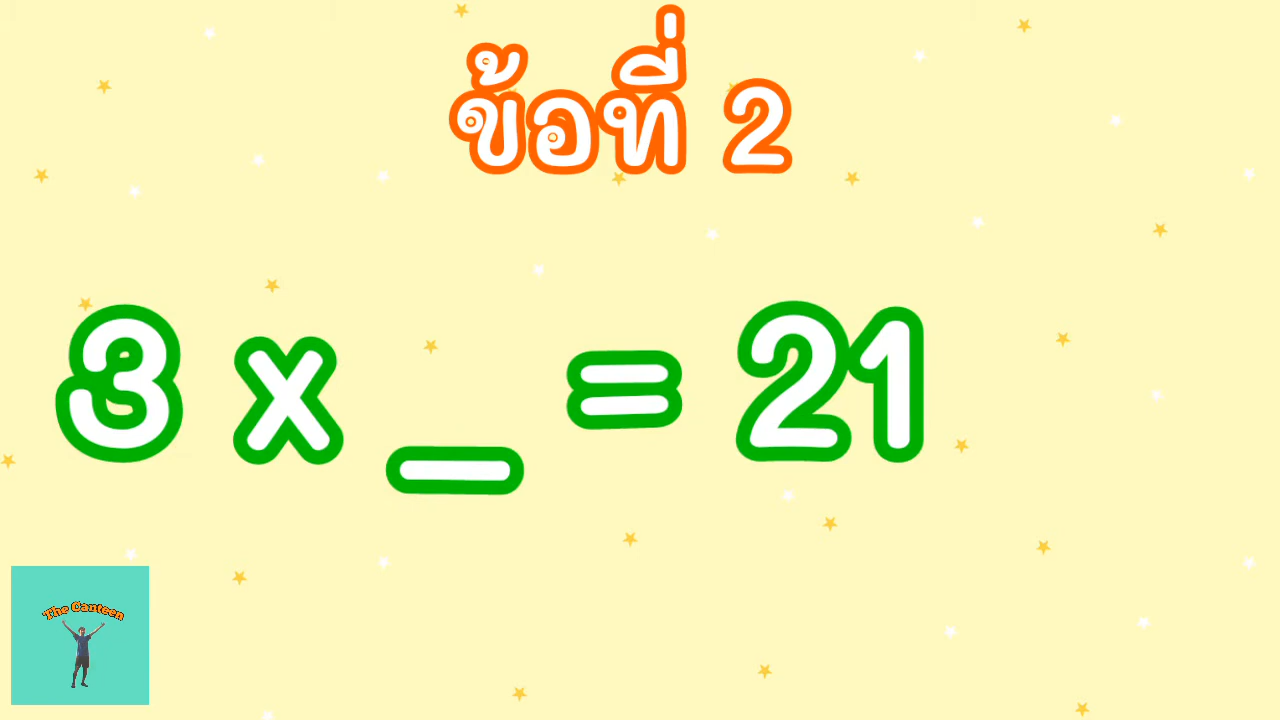 ข้อที่ 2
3 x _ = 21
The Canteen